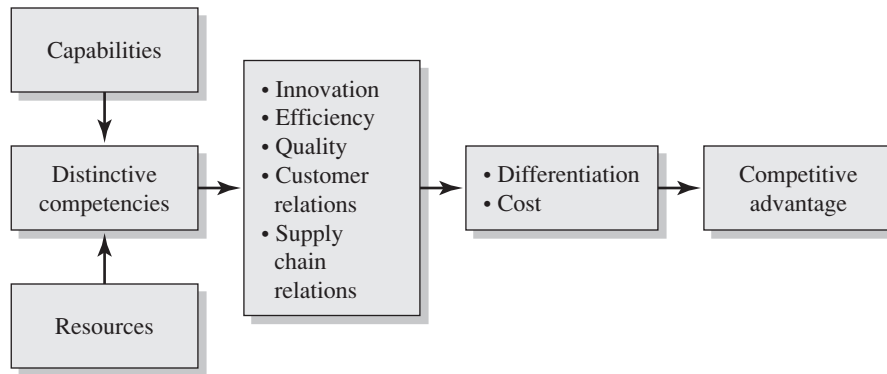 Capabilities
Distinctive
competencies
Resources
• Innovation
• Efficiency
• Quality
• Customer
relations
• Supply
chain
relations
• Differentiation
• Cost
Competitive
advantage